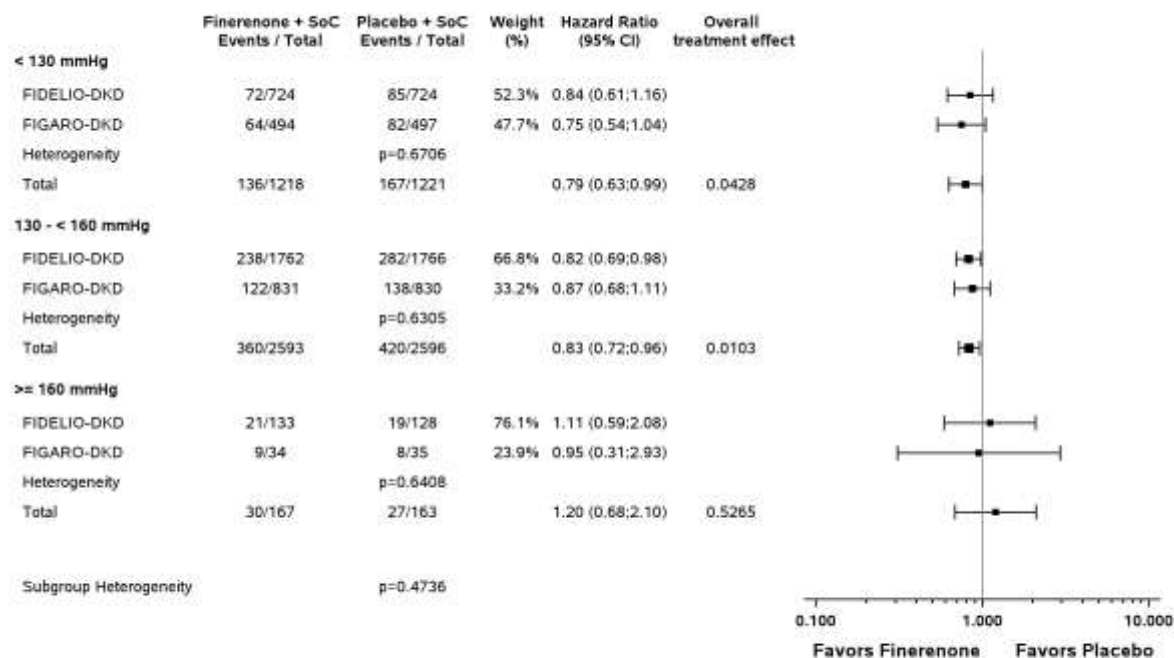 Finerenone + SoC Placebo + SoC Weight Hazard Ratio Overall
Events / Total Events / Total (%) (95% CI) treatment effect
< 130 mmHg
FIDELIO-DKD 72/724 85/724 52.3% 0.84 (0.61;1.16)
FIGARO-DKD 64/494 82/497 47.7% 0.75 (0.54;1.04)
Heterogeneity p=0.6706
Total 136/1218 167/1221 0.79 (0.63;0.99) 0.0428
130 - < 160 mmHg
FIDELIO-DKD 238/1762 282/1766 66.8% 0.82 (0.69;0.98)
FIGARO-DKD 122/831 138/830 33.2% 0.87 (0.68;1.11)
Heterogeneity p=0.6305
Total 360/2593 420/2596 0.83 (0.72;0.96) 0.0103
>= 160 mmHg
FIDELIO-DKD 21/133 19/128 76.1% 1.11 (0.59;2.08)
FIGARO-DKD 9/34 8/35 23.9% 0.95 (0.31;2.93)
Heterogeneity p=0.6408
Total 30/167 27/163 1.20 (0.68;2.10) 0.5265
Subgroup Heterogeneity p=0.4736
0.100 1.000 10.000
Favors Finerenone Favors Placebo